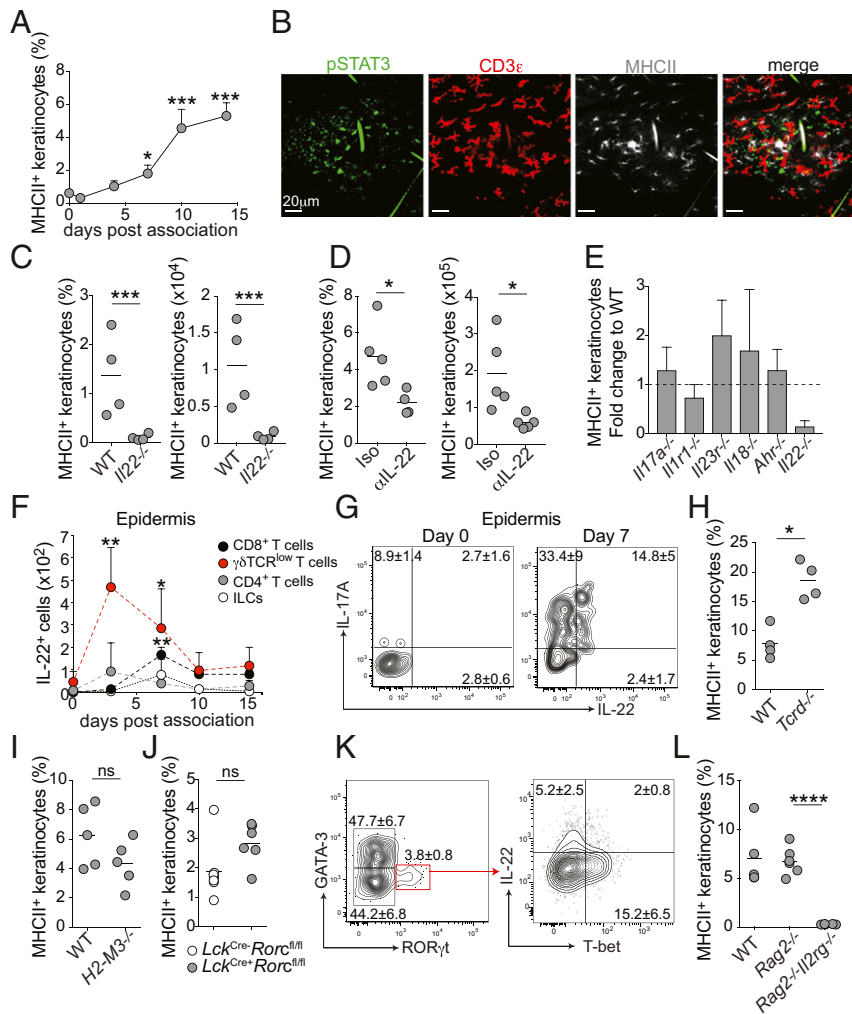 A
MHCII+ keratinocytes (%)
8
6
4
2
0
0
5
10
15
days post association
*
***
***
B
pSTAT3
CD3ε
MHCII
merge
20μm
C
MHCII+ keratinocytes (%)
3
2
1
0
***
WT
Il22-/-
MHCII+ keratinocytes (x10⁴)
2
1.5
1
0.5
0
***
WT
Il22-/-
D
MHCII+ keratinocytes (%)
8
6
4
2
0
*
Iso
αIL-22
MHCII+ keratinocytes (x10⁵)
4
3
2
1
0
*
Iso
αIL-22
E
MHCII+ keratinocytes
Fold change to WT
3
2
1
0
Il17a-/-
Il1r1-/-
Il23r-/-
Il18-/-
Ahr-/-
Il22-/-
F
Epidermis
IL-22+ cells (x10²)
7
6
5
4
3
2
1
0
0
5
10
15
days post association
**
*
**
CD8+ T cells
γδTCRlow T cells
CD4+ T cells
ILCs
G
Epidermis
Day 0
Day 7
8.9±1.4
2.7±1.6
2.8±0.6
33.4±9
14.8±5
2.4±1.7
IL-17A
IL-22
H
MHCII+ keratinocytes (%)
25
20
15
10
5
0
*
WT
Tcrd-/-
I
MHCII+ keratinocytes (%)
10
8
6
4
2
0
ns
WT
H2-M3-/-
J
MHCII+ keratinocytes (%)
5
4
3
2
1
0
ns
LckCre-Rorcfl/fl
LckCre+Rorcfl/fl
K
GATA-3
47.7±6.7
3.8±0.8
44.2±6.8
RORγt
IL-22
5.2±2.5
2±0.8
15.2±6.5
T-bet
L
MHCII+ keratinocytes (%)
15
10
5
0
****
WT
Rag2-/-
Rag2-/-Il2rg-/-